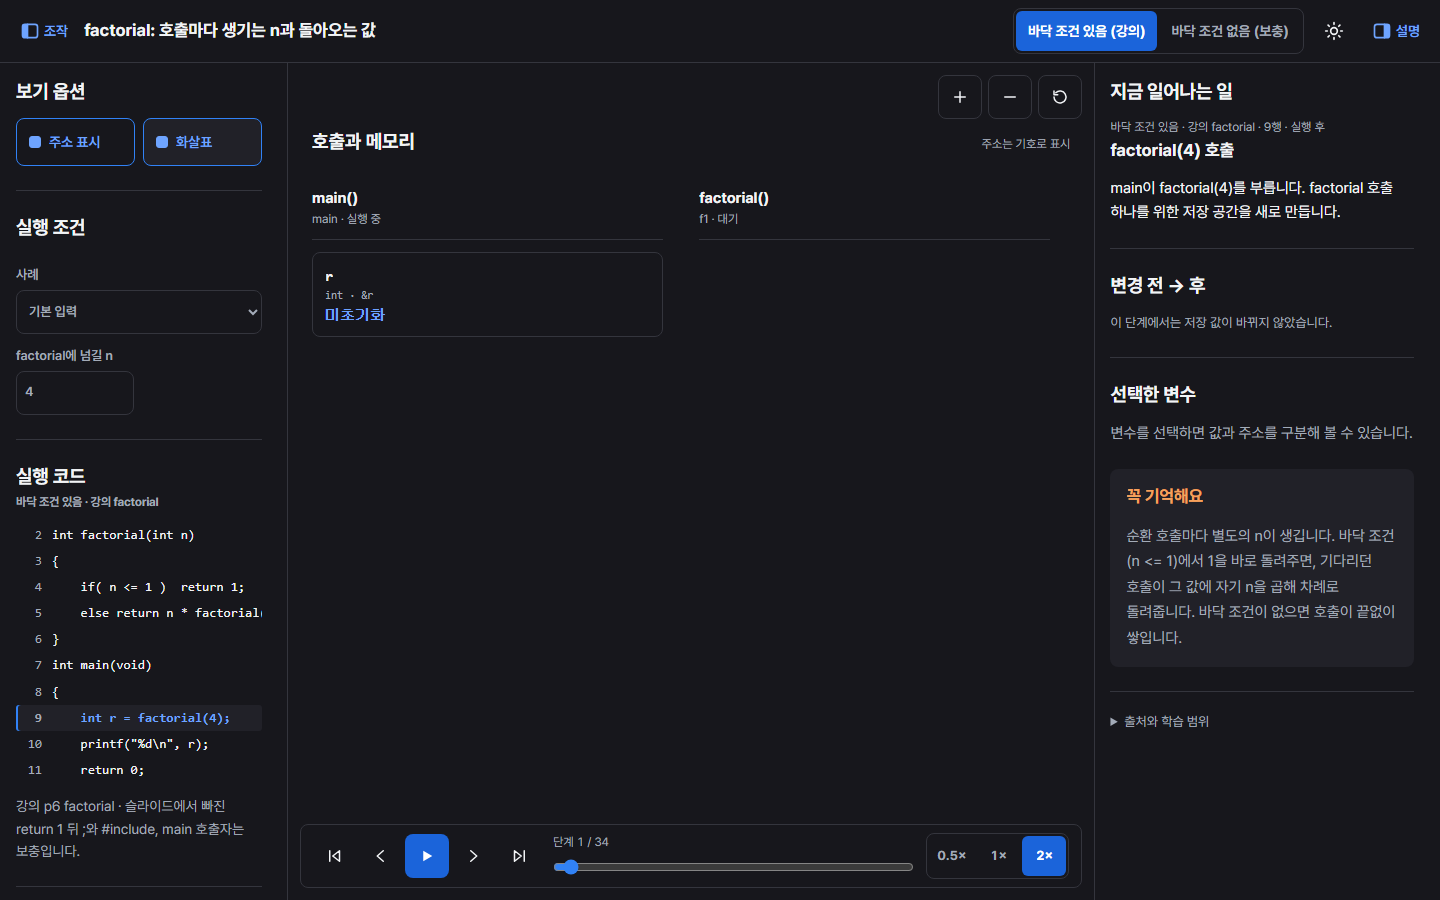 조작
factorial: 호출마다 생기는 n과 돌아오는 값
바닥 조건 있음 (강의)
바닥 조건 없음 (보충)
설명
보기 옵션
주소 표시
화살표
실행 조건
사례
기본 입력
factorial에 넘길 n
4
실행 코드
바닥 조건 있음 · 강의 factorial
2 int factorial(int n)
3 {
4 if( n <= 1 )  return 1;
5 else return n * factorial(
6 }
7 int main(void)
8 {
9 int r = factorial(4);
10 printf("%d\n", r);
11 return 0;
강의 p6 factorial · 슬라이드에서 빠진
return 1 뒤 ;와 #include, main 호출자는
보충입니다.
호출과 메모리
주소는 기호로 표시
main()
main · 실행 중
factorial()
f1 · 대기
r
int · &r
미초기화
단계 1 / 34
0.5×
1×
2×
지금 일어나는 일
바닥 조건 있음 · 강의 factorial · 9행 · 실행 후
factorial(4) 호출
main이 factorial(4)를 부릅니다. factorial 호출
하나를 위한 저장 공간을 새로 만듭니다.
변경 전 → 후
이 단계에서는 저장 값이 바뀌지 않았습니다.
선택한 변수
변수를 선택하면 값과 주소를 구분해 볼 수 있습니다.
꼭 기억해요
순환 호출마다 별도의 n이 생깁니다. 바닥 조건
(n <= 1)에서 1을 바로 돌려주면, 기다리던
호출이 그 값에 자기 n을 곱해 차례로
돌려줍니다. 바닥 조건이 없으면 호출이 끝없이
쌓입니다.
▶ 출처와 학습 범위